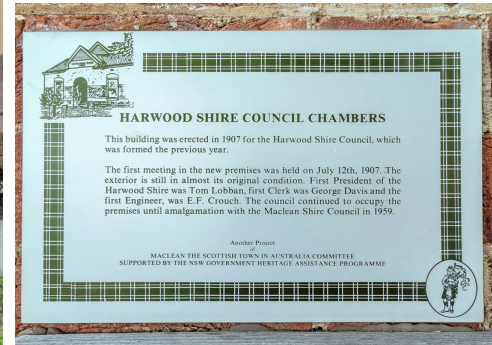 HARWOOD SHIRE COUNCIL CHAMBERS
This building was erected in 1907 for the Harwood Shire Council, which
was formed the previous year.
The first meeting in the new premises was held on July 12th, 1907. The
exterior is still in almost its original condition. First President of the
Harwood Shire was Tom Lobban, first Clerk was George Davis and the
first Engineer, was E.F. Crouch. The council continued to occupy the
premises until amalgamation with the Maclean Shire Council in 1959.
Another Project
of
MACLEAN THE SCOTTISH TOWN IN AUSTRALIA COMMITTEE
SUPPORTED BY THE NSW GOVERNMENT HERITAGE ASSISTANCE PROGRAMME